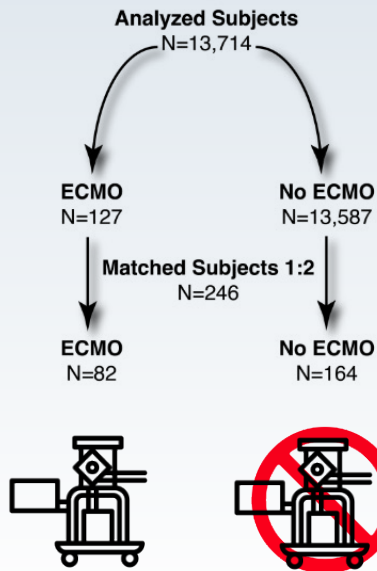 Analyzed Subjects
N=13,714
ECMO
N=127
No ECMO
N=13,587
Matched Subjects 1:2
N=246
ECMO
N=82
No ECMO
N=164